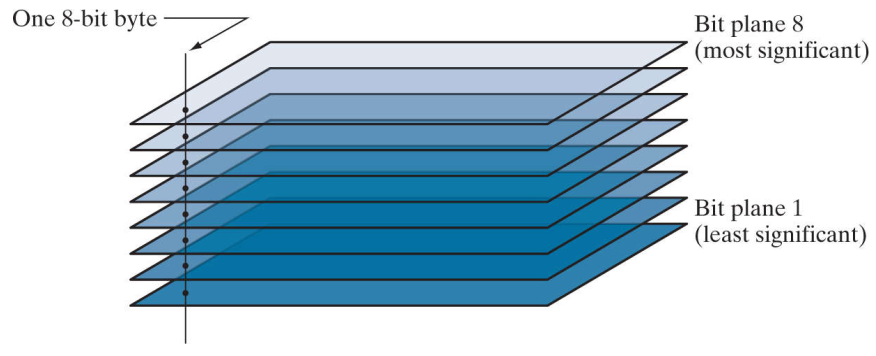 One 8-bit byte
Bit plane 8
(most significant)
Bit plane 1
(least significant)